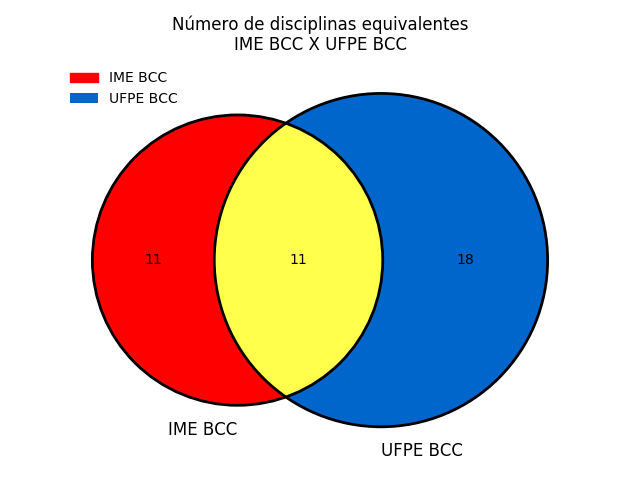 Número de disciplinas equivalentes
IME BCC X UFPE BCC
IME BCC
UFPE BCC
11
11
18
IME BCC
UFPE BCC